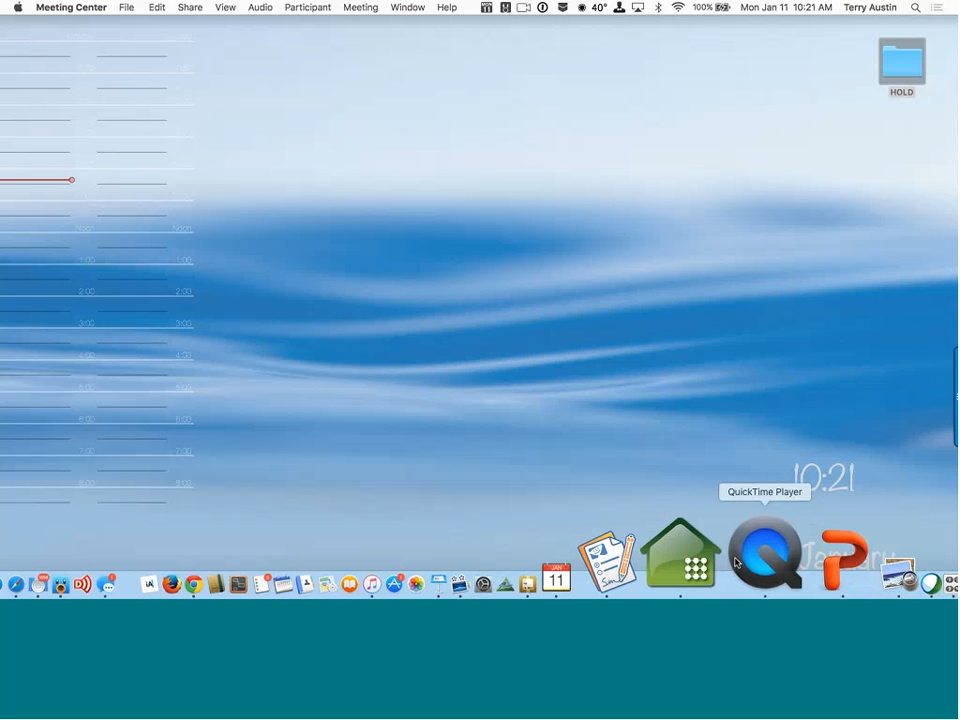 Meeting Center File Edit Share View Audio Participant Meeting Window Help 40° 100% Mon Jan 11 10:21 AM Terry Austin
HOLD
Noon Noon
1:00
2:00 2:00
3:00 3:00
4:00 4:00
5:00 5:00
6:00 6:00
7:00 7:00
8:00 8:00
10:21
QuickTime Player
January
JAN
11